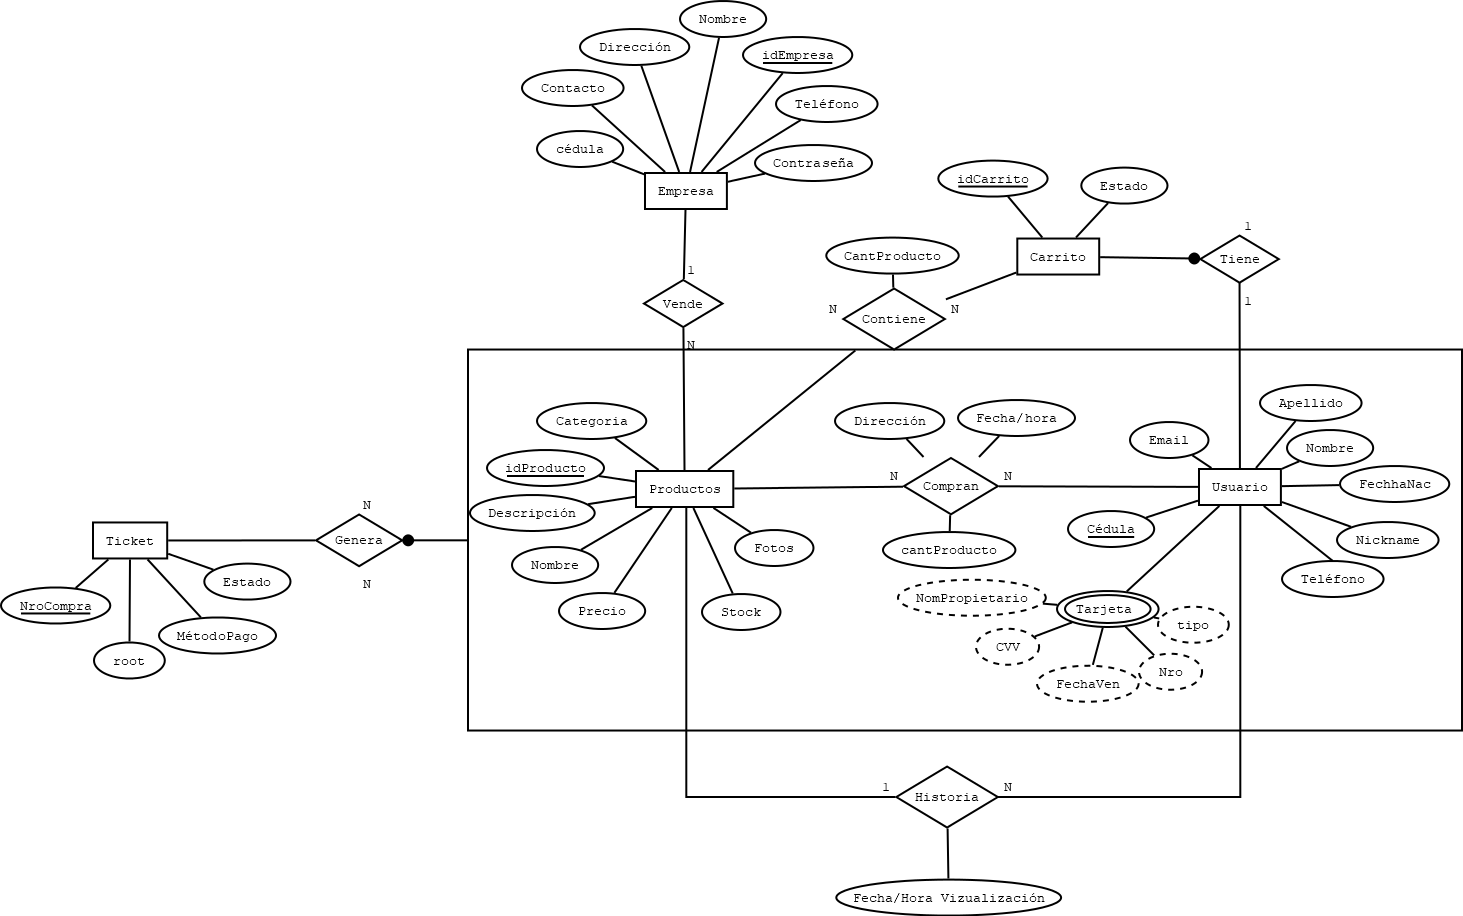 Nombre
Dirección
idEmpresa
Contacto
Teléfono
cédula
Contraseña
Empresa
idCarrito
Estado
1
Tiene
Carrito
CantProducto
1
Vende
1
N
Contiene
N
N
Categoria
Dirección
Fecha/hora
Apellido
Email
Nombre
idProducto
Productos
N
Compran
N
Usuario
FechhaNac
Descripción
Cédula
Nickname
N
Ticket
Genera
N
Fotos
cantProducto
Nombre
Teléfono
Estado
NroCompra
MétodoPago
root
Precio
Stock
NomPropietario
Tarjeta
tipo
CVV
FechaVen
Nro
1
Historia
N
Fecha/Hora Vizualización